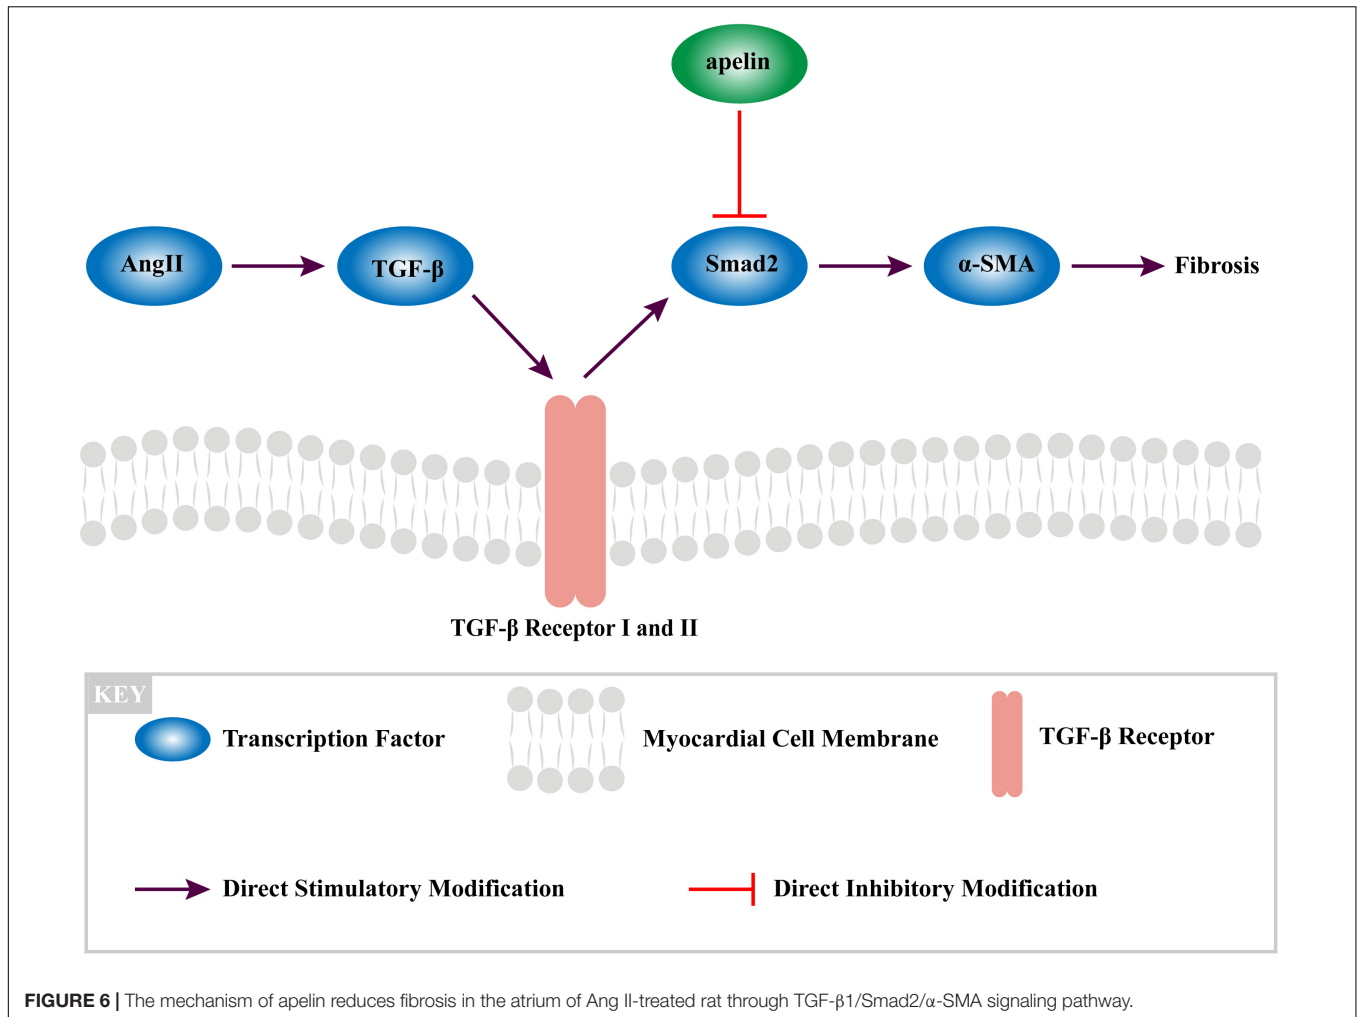 apelin
AngII
TGF-β
Smad2
α-SMA
Fibrosis
TGF-β Receptor I and II
KEY
Transcription Factor
Myocardial Cell Membrane
TGF-β Receptor
Direct Stimulatory Modification
Direct Inhibitory Modification
FIGURE 6 | The mechanism of apelin reduces fibrosis in the atrium of Ang II-treated rat through TGF-β1/Smad2/α-SMA signaling pathway.